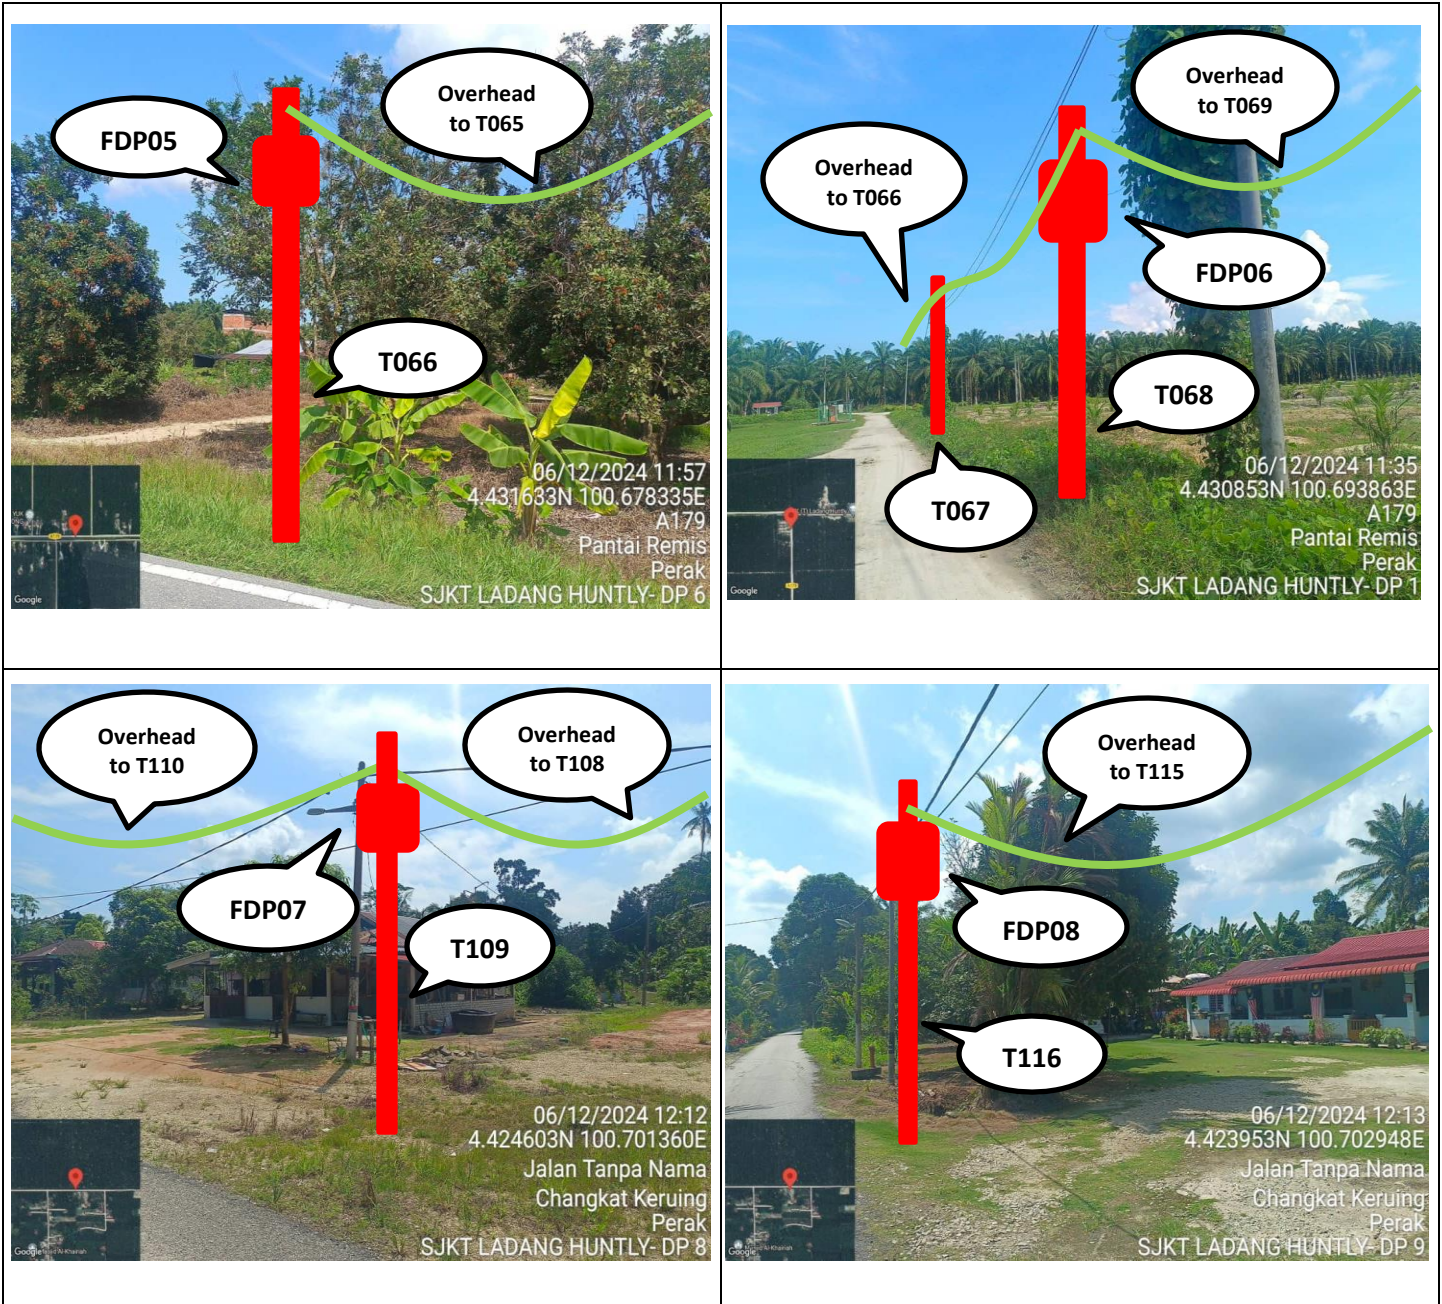 FDP05
Overhead
to T065
T066
06/12/2024 11:57
4.431633N 100.678335E
A179
Pantai Remis
Perak
SJKT LADANG HUNTLY- DP 6
Google
Overhead
to T066
Overhead
to T069
FDP06
T068
T067
06/12/2024 11:35
4.430853N 100.693863E
A179
Pantai Remis
Perak
SJKT LADANG HUNTLY- DP 1
Google
Overhead
to T110
Overhead
to T108
FDP07
T109
06/12/2024 12:12
4.424603N 100.701360E
Jalan Tanpa Nama
Changkat Keruing
Perak
SJKT LADANG HUNTLY- DP 8
Google
Overhead
to T115
FDP08
T116
06/12/2024 12:13
4.423953N 100.702948E
Jalan Tanpa Nama
Changkat Keruing
Perak
SJKT LADANG HUNTLY- DP 9
Google